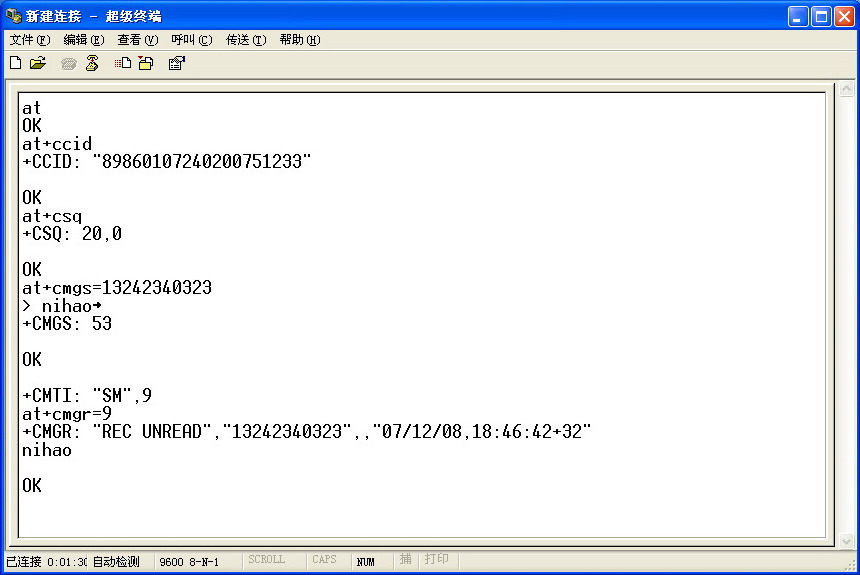 新建连接 - 超级终端
文件(F) 编辑(E) 查看(V) 呼叫(C) 传送(T) 帮助(H)
at
OK
at+ccid
+CCID: "89860107240200751233"
OK
at+csq
+CSQ: 20,0
OK
at+cmgs=13242340323
> nihao→
+CMGS: 53
OK
+CMTI: "SM",9
at+cmgr=9
+CMGR: "REC UNREAD","13242340323",,"07/12/08,18:46:42+32"
nihao
OK
已连接 0:01:30 自动检测 9600 8-N-1 SCROLL CAPS NUM 捕 打印